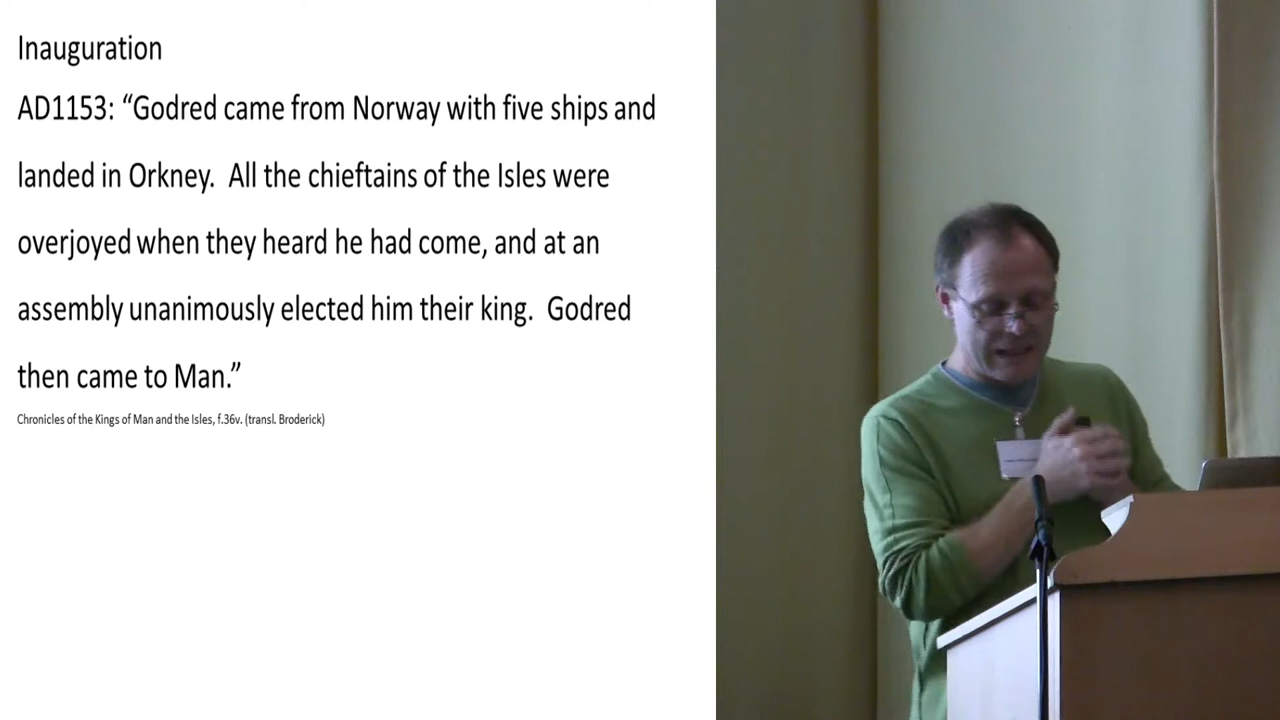 Inauguration
AD1153: “Godred came from Norway with five ships and
landed in Orkney.  All the chieftains of the Isles were
overjoyed when they heard he had come, and at an
assembly unanimously elected him their king.  Godred
then came to Man.”
Chronicles of the Kings of Man and the Isles, f.36v. (transl. Broderick)